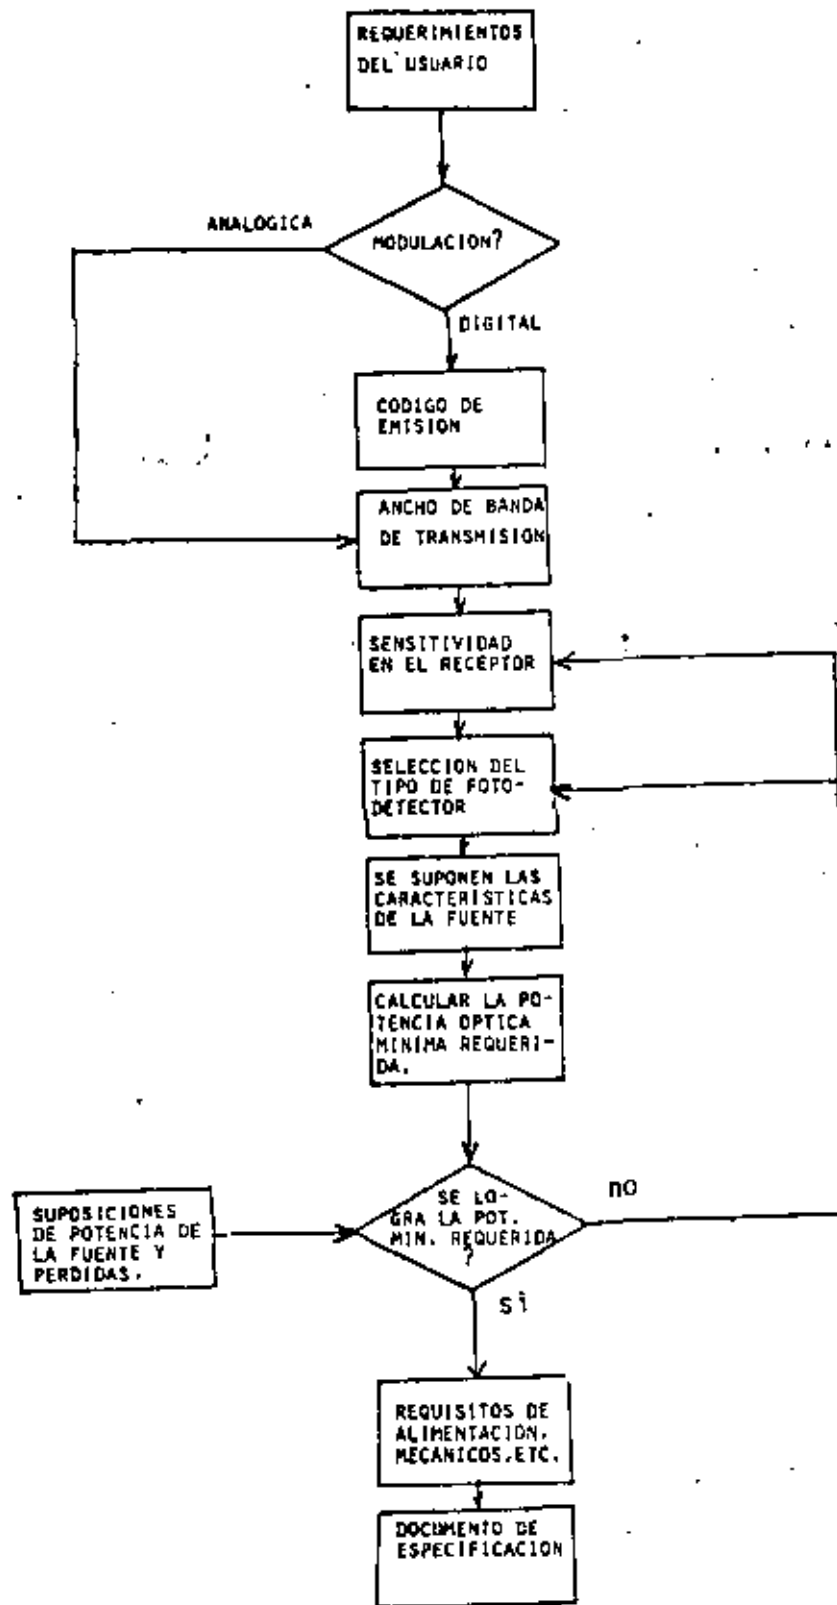 REQUERIMIENTOS
DEL USUARIO
ANALOGICA
MODULACION?
DIGITAL
CODIGO DE
EMISION
ANCHO DE BANDA
DE TRANSMISION
SENSITIVIDAD
EN EL RECEPTOR
SELECCION DEL
TIPO DE FOTO-
DETECTOR
SE SUPONEN LAS
CARACTERISTICAS
DE LA FUENTE
CALCULAR LA PO-
TENCIA OPTICA
MINIMA REQUERI-
DA.
SE LO-
GRA LA POT.
MIN. REQUERIDA
?
no
SUPOSICIONES
DE POTENCIA DE
LA FUENTE Y
PERDIDAS.
si
REQUISITOS DE
ALIMENTACION,
MECANICOS,ETC.
DOCUMENTO DE
ESPECIFICACION